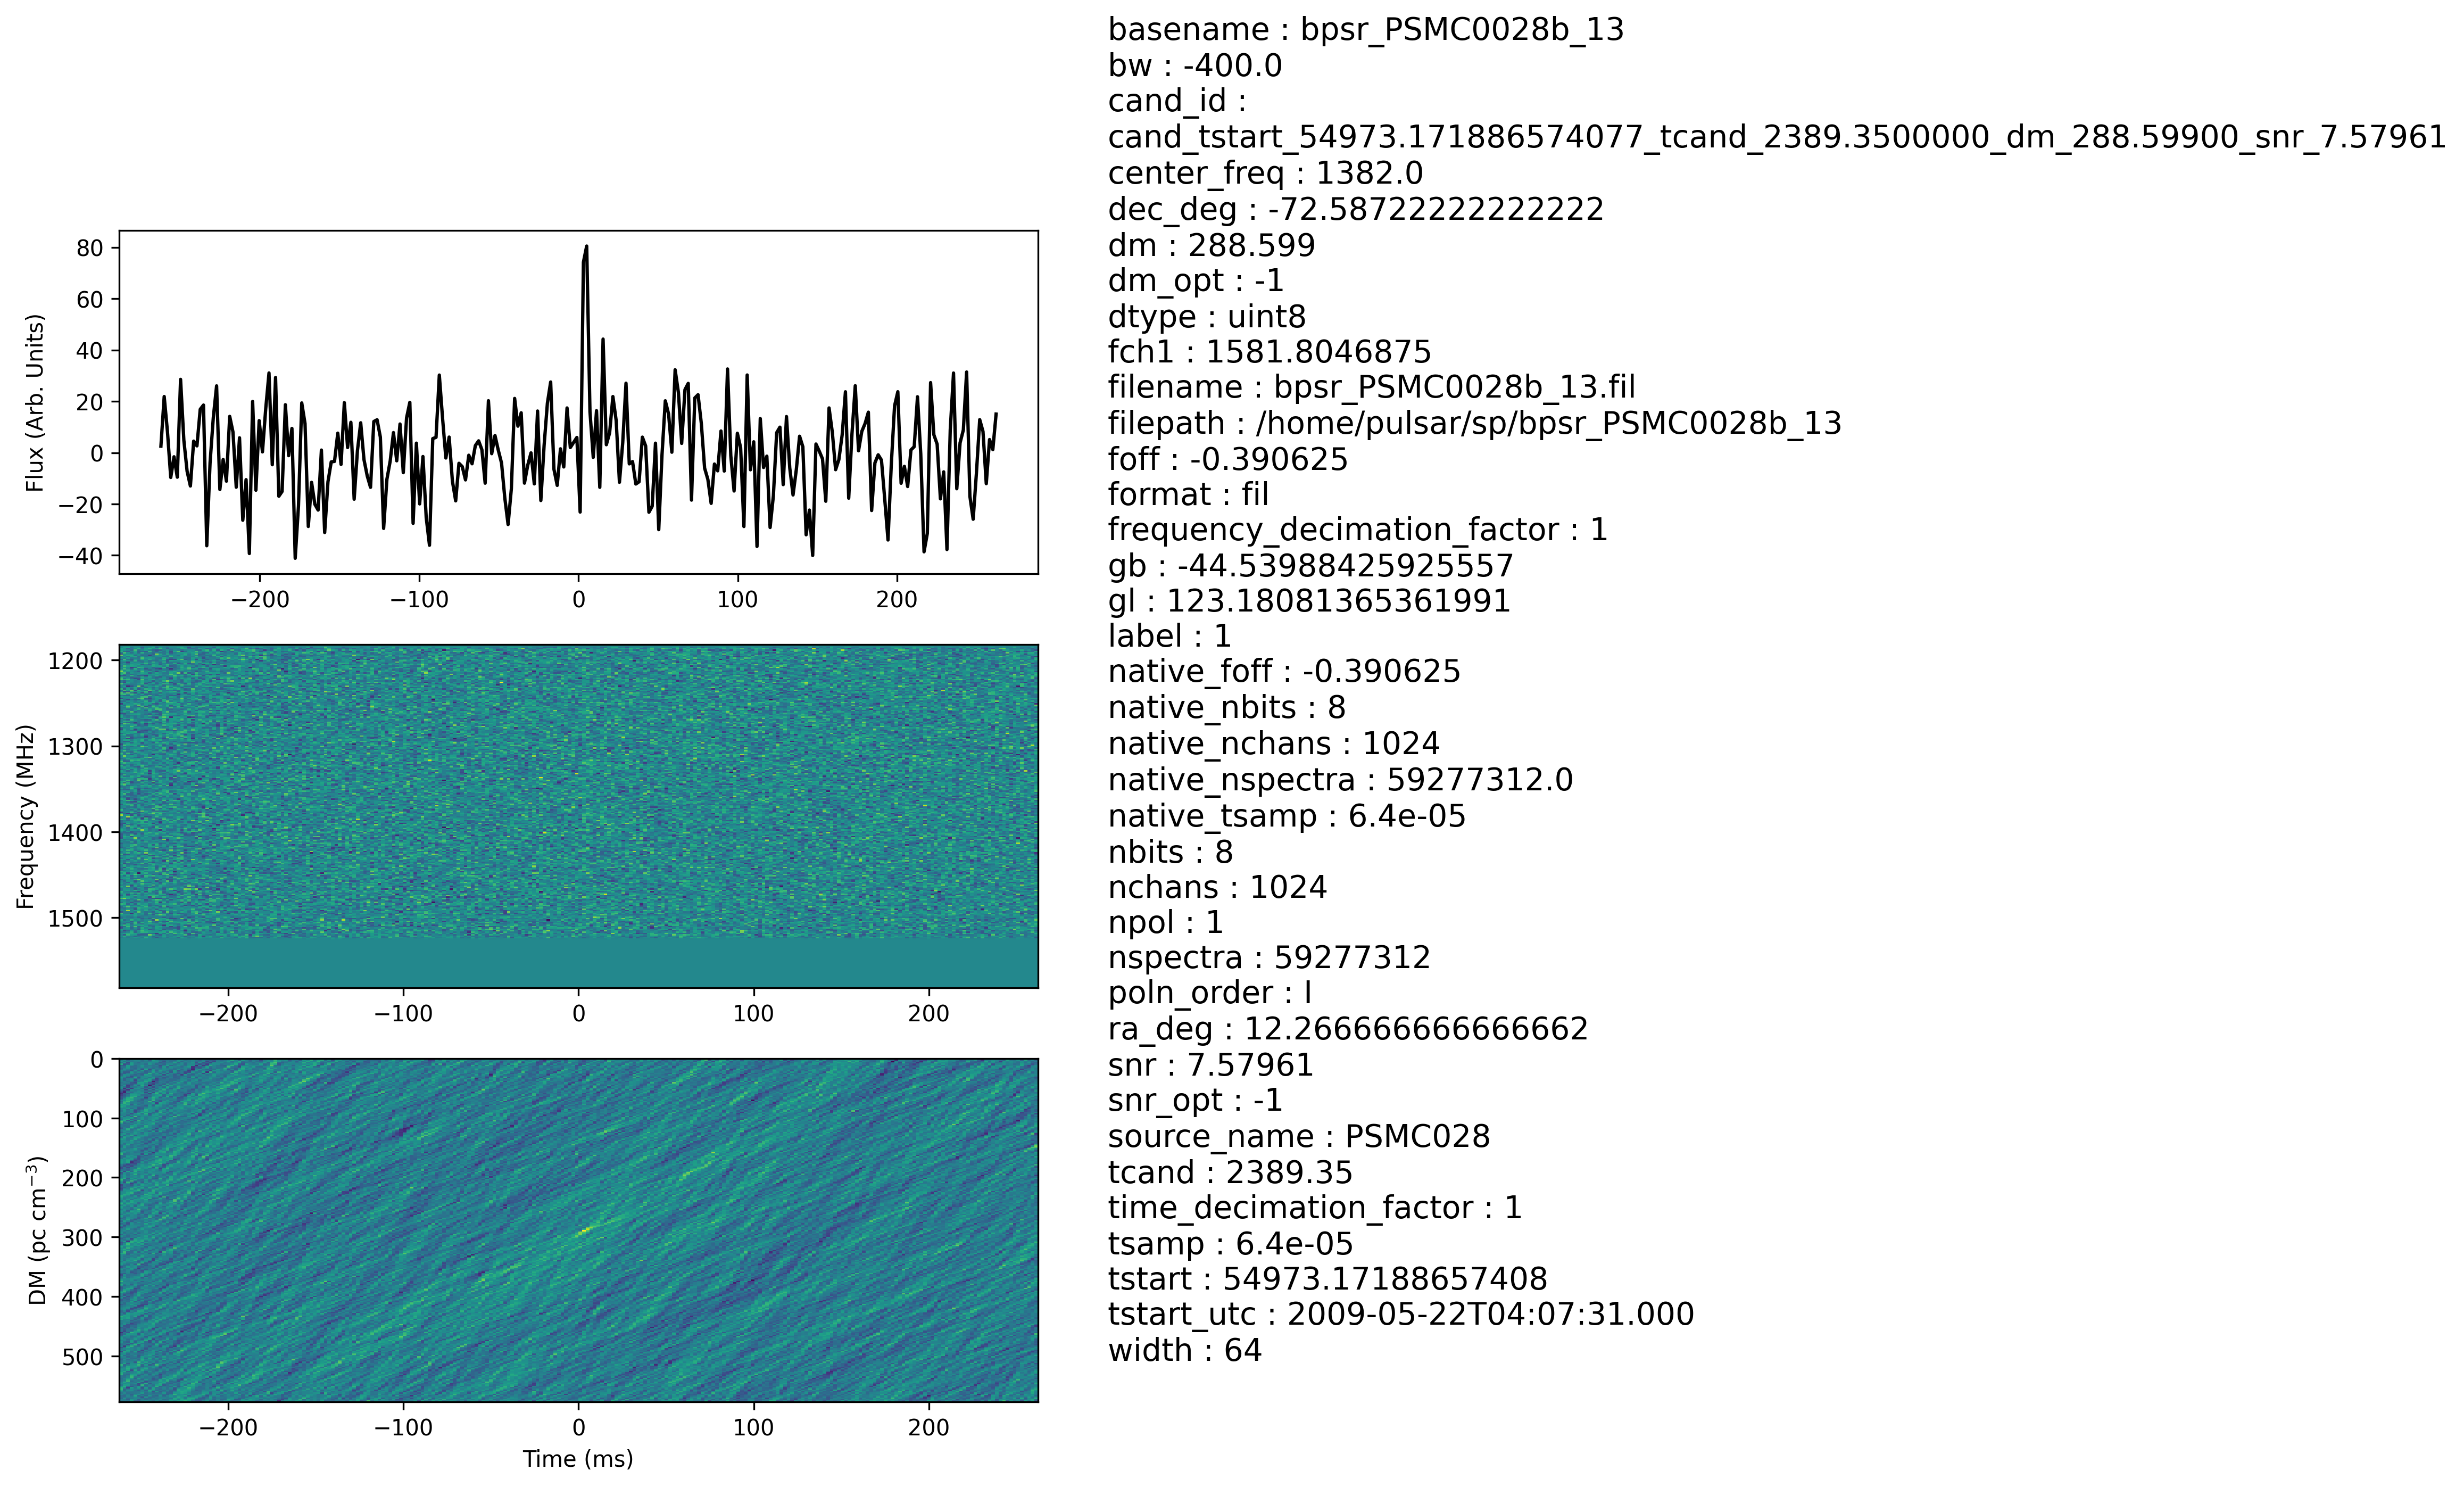 basename : bpsr_PSMC0028b_13
bw : -400.0
cand_id :
cand_tstart_54973.171886574077_tcand_2389.3500000_dm_288.59900_snr_7.57961
center_freq : 1382.0
dec_deg : -72.58722222222222
dm : 288.599
dm_opt : -1
dtype : uint8
fch1 : 1581.8046875
filename : bpsr_PSMC0028b_13.fil
filepath : /home/pulsar/sp/bpsr_PSMC0028b_13
foff : -0.390625
format : fil
frequency_decimation_factor : 1
gb : -44.53988425925557
gl : 123.18081365361991
label : 1
native_foff : -0.390625
native_nbits : 8
native_nchans : 1024
native_nspectra : 59277312.0
native_tsamp : 6.4e-05
nbits : 8
nchans : 1024
npol : 1
nspectra : 59277312
poln_order : I
ra_deg : 12.266666666666662
snr : 7.57961
snr_opt : -1
source_name : PSMC028
tcand : 2389.35
time_decimation_factor : 1
tsamp : 6.4e-05
tstart : 54973.17188657408
tstart_utc : 2009-05-22T04:07:31.000
width : 64
Flux (Arb. Units)
80
60
40
20
0
−20
−40
−200 −100 0 100 200
Frequency (MHz)
1200
1300
1400
1500
−200 −100 0 100 200
DM (pc cm⁻³)
0
100
200
300
400
500
−200 −100 0 100 200
Time (ms)